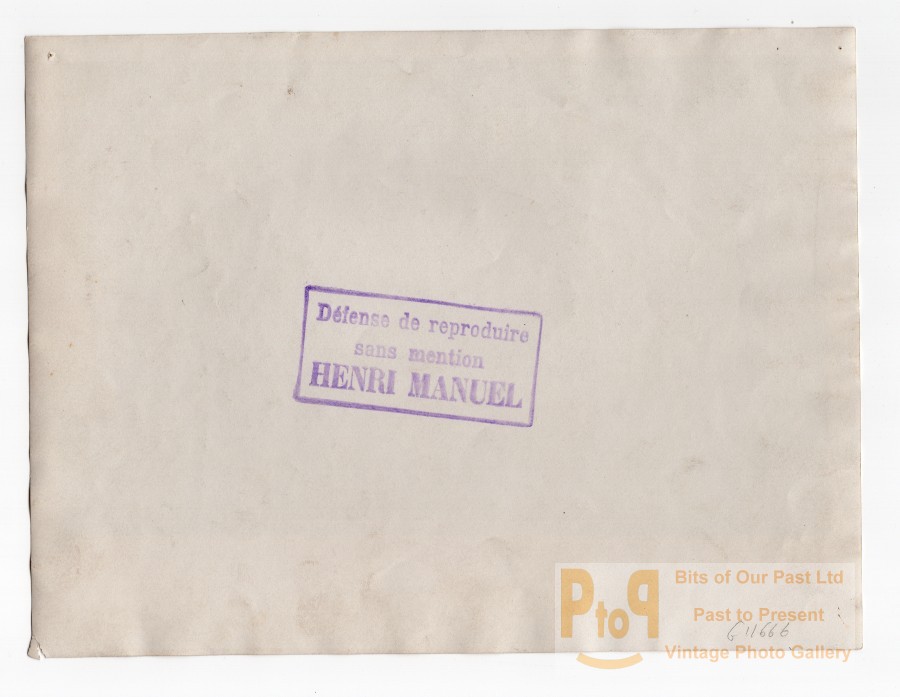 Défense de reproduire
sans mention
HENRI MANUEL
PtoP
Bits of Our Past Ltd
Past to Present
G11666
Vintage Photo Gallery